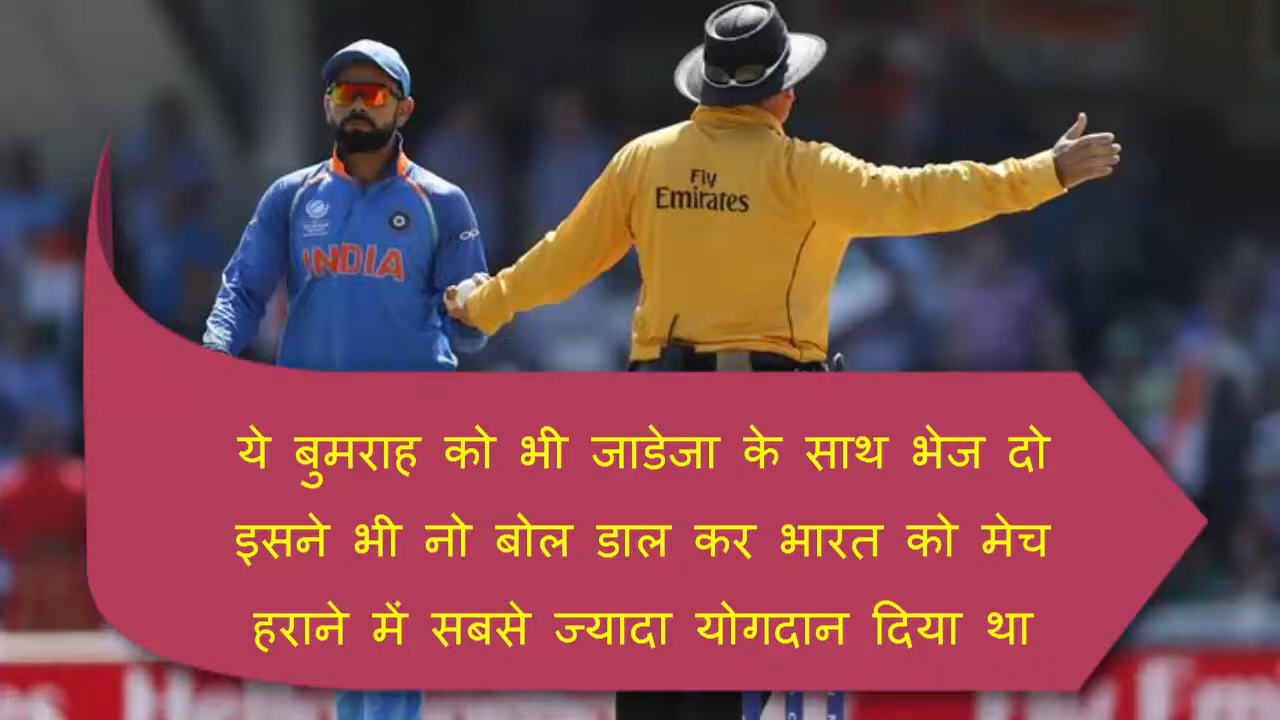 Fly
Emirates
INDIA
ये बुमराह को भी जाडेजा के साथ भेज दो
इसने भी नो बोल डाल कर भारत को मेच
हराने में सबसे ज्यादा योगदान दिया था